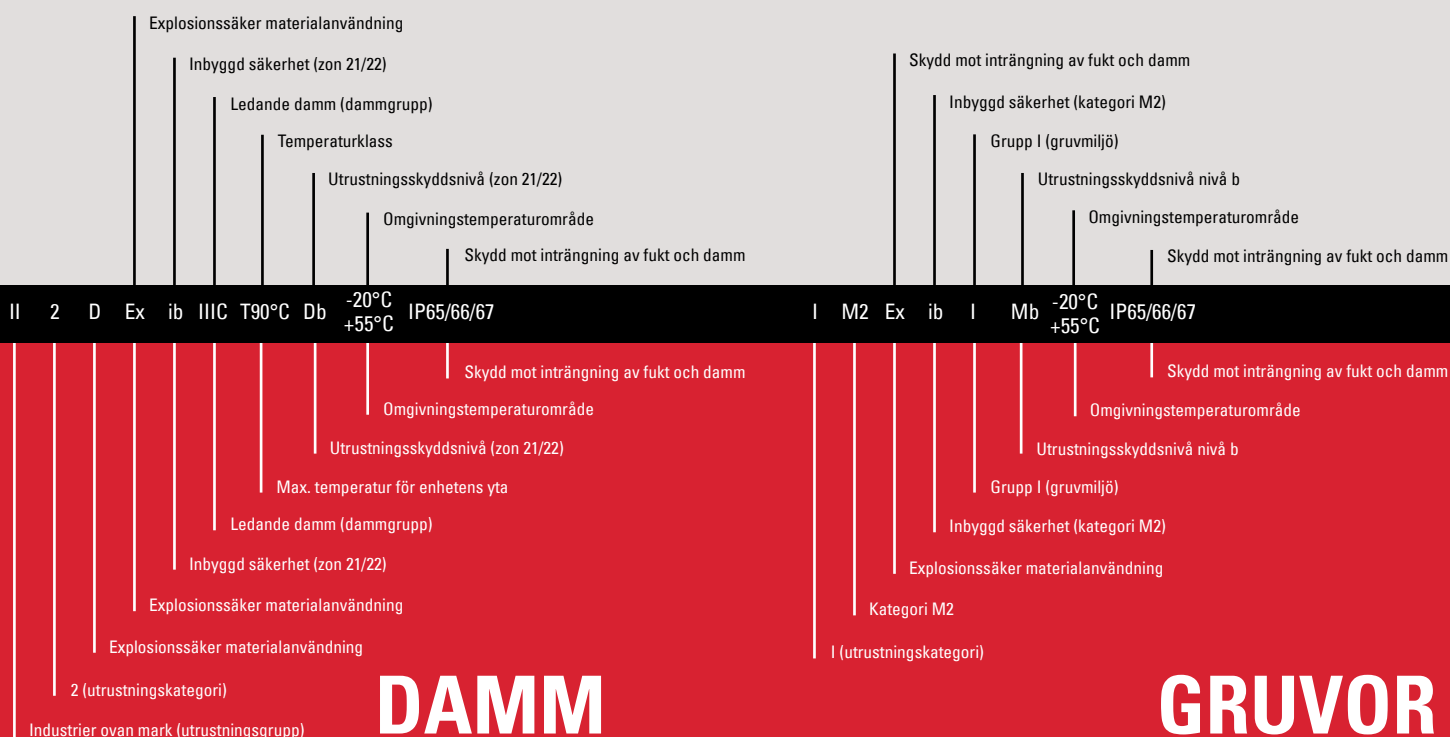 Explosionssäker materialanvändning
Inbyggd säkerhet (zon 21/22)
Ledande damm (dammgrupp)
Temperaturklass
Utrustningsskyddsnivå (zon 21/22)
Omgivningstemperaturområde
Skydd mot inträngning av fukt och damm
II 2 D Ex ib IIIC T90°C Db -20°C +55°C IP65/66/67
Skydd mot inträngning av fukt och damm
Omgivningstemperaturområde
Utrustningsskyddsnivå (zon 21/22)
Max. temperatur för enhetens yta
Ledande damm (dammgrupp)
Inbyggd säkerhet (zon 21/22)
Explosionssäker materialanvändning
Explosionssäker materialanvändning
2 (utrustningskategori)
Industrier ovan mark (utrustningsgrupp)
DAMM
Skydd mot inträngning av fukt och damm
Inbyggd säkerhet (kategori M2)
Grupp I (gruvmiljö)
Utrustningsskyddsnivå nivå b
Omgivningstemperaturområde
Skydd mot inträngning av fukt och damm
I M2 Ex ib I Mb -20°C +55°C IP65/66/67
Skydd mot inträngning av fukt och damm
Omgivningstemperaturområde
Utrustningsskyddsnivå nivå b
Grupp I (gruvmiljö)
Inbyggd säkerhet (kategori M2)
Explosionssäker materialanvändning
Kategori M2
I (utrustningskategori)
GRUVOR